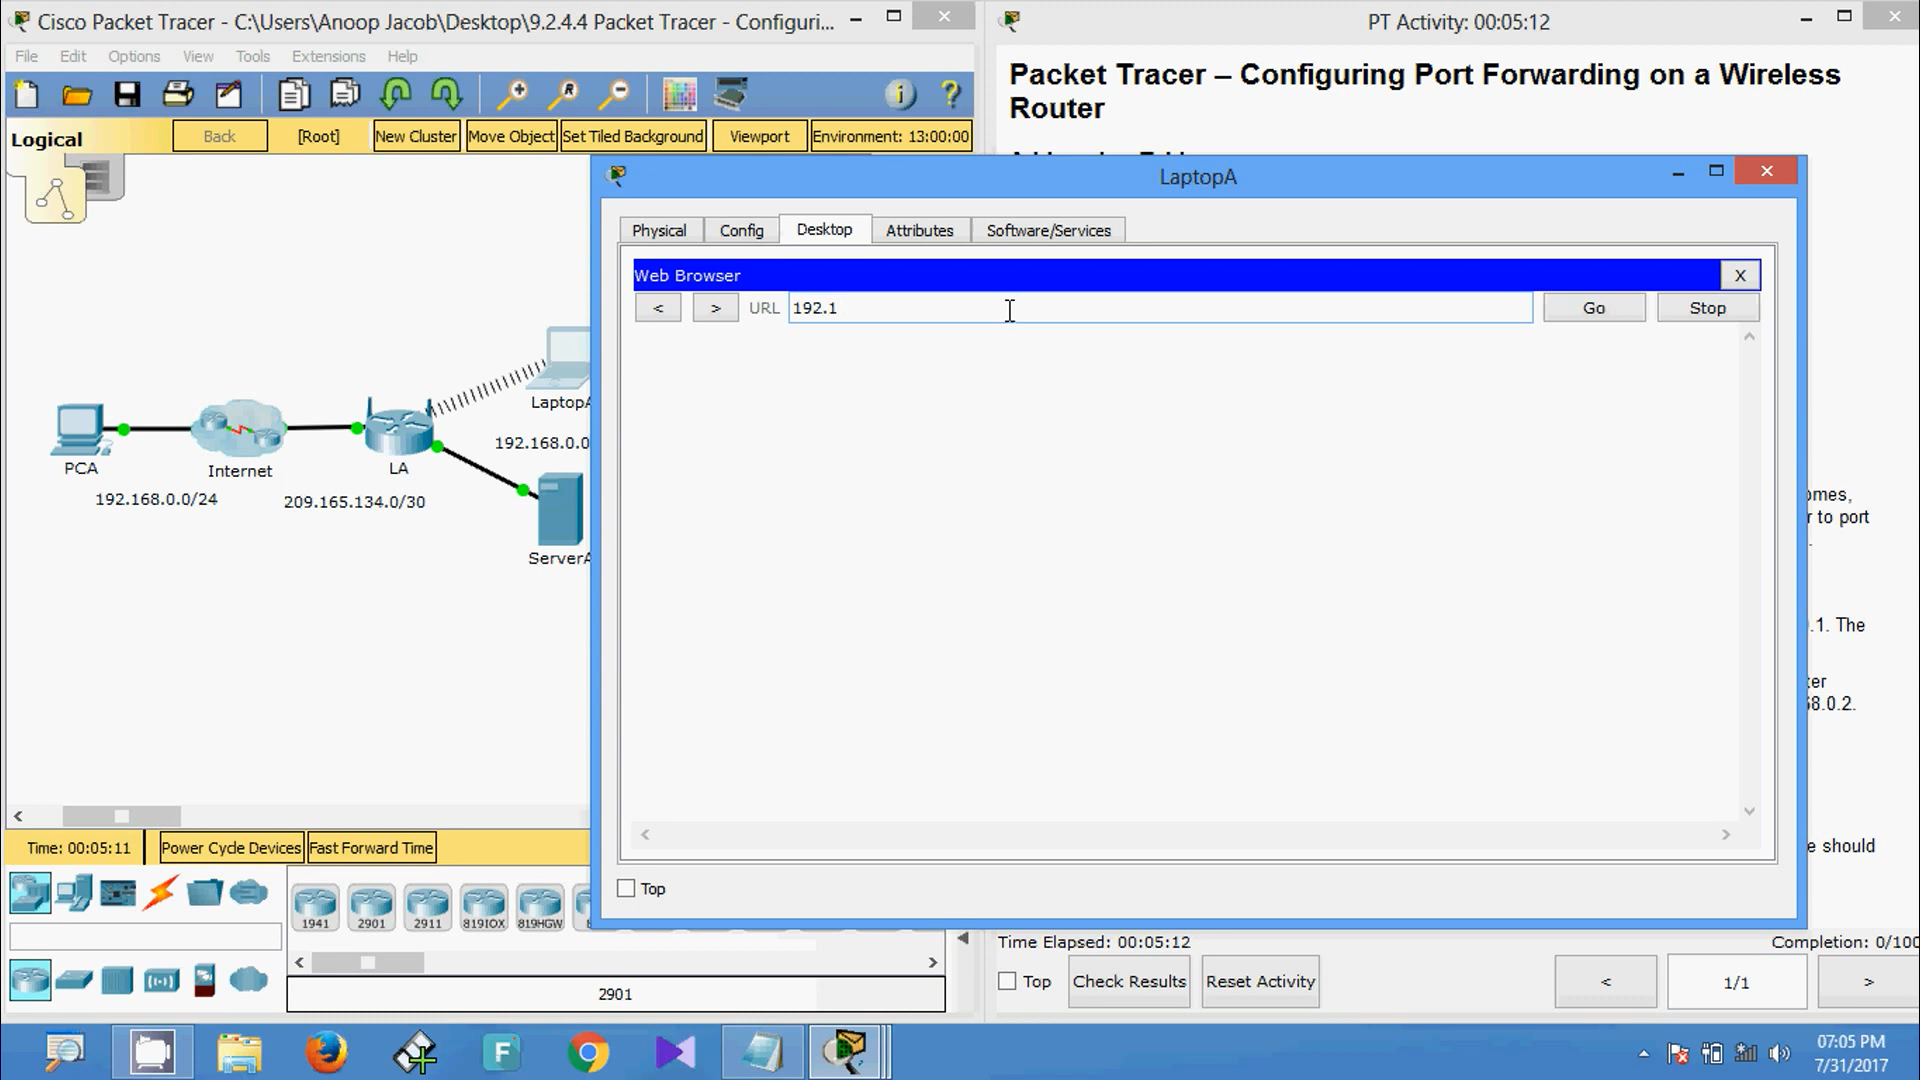 Cisco Packet Tracer - C:\Users\Anoop Jacob\Desktop\9.2.4.4 Packet Tracer - Configuri...
File Edit Options View Tools Extensions Help
Logical
Back
[Root]
New Cluster
Move Object
Set Tiled Background
Viewport
Environment: 13:00:00
PT Activity: 00:05:12
Packet Tracer – Configuring Port Forwarding on a Wireless
Router
LaptopA
Physical
Config
Desktop
Attributes
Software/Services
Web Browser
X
<
>
URL
192.1
Go
Stop
Top
LaptopA
192.168.0.0
PCA
Internet
LA
192.168.0.0/24
209.165.134.0/30
ServerA
omes,
r to port
.1. The
ter
58.0.2.
e should
Time: 00:05:11
Power Cycle Devices
Fast Forward Time
1941
2901
2911
819IOX
819HGW
2901
Time Elapsed: 00:05:12
Completion: 0/100
Top
Check Results
Reset Activity
<
1/1
>
07:05 PM
7/31/2017